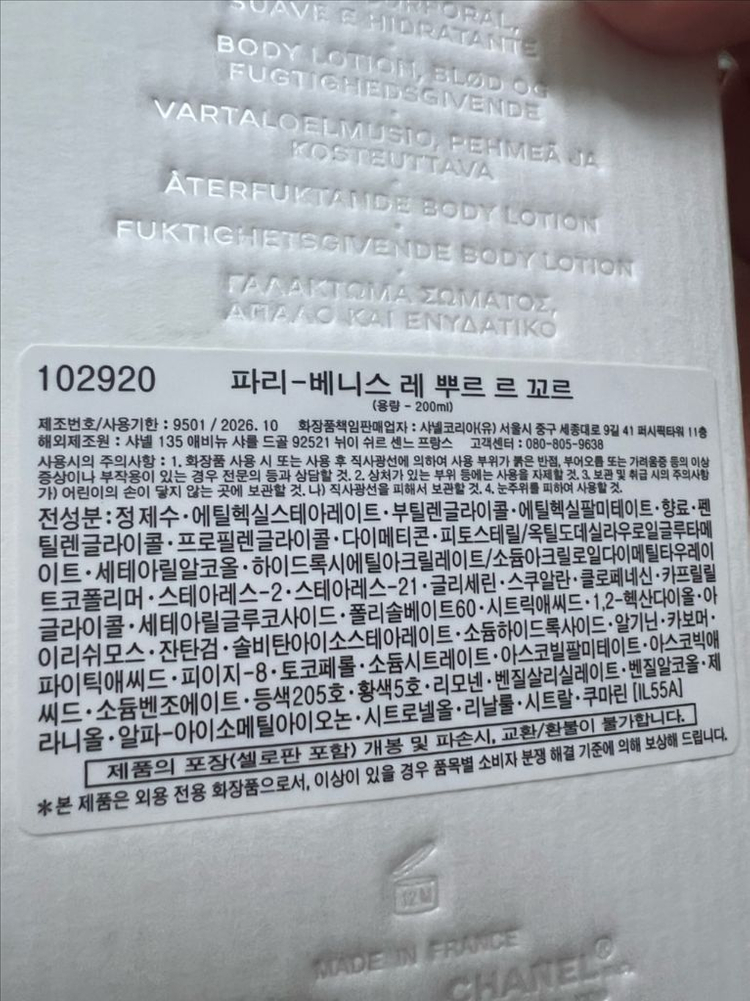 CORPORAL,
SUAVE E HIDRATANTE
BODY LOTION, BLØD OG
FUGTIGHEDSGIVENDE
VARTALOEMULSIO, PEHMEÄ JA
KOSTEUTTAVA
ÅTERFUKTANDE BODY LOTION
FUKTIGHETSGIVENDE BODY LOTION
ΓΑΛΑΚΤΩΜΑ ΣΩΜΑΤΟΣ,
ΑΠΑΛΟ ΚΑΙ ΕΝΥΔΑΤΙΚΟ
102920 파리-베니스 레 뿌르 르 꼬르
(용량 - 200ml)
제조번호/사용기한 : 9501 / 2026. 10 화장품책임판매업자 : 샤넬코리아(유) 서울시 중구 세종대로 9길 41 퍼시픽타워 11층
해외제조원 : 샤넬 135 애비뉴 샤를 드골 92521 뉘이 쉬르 센느 프랑스 고객센터 : 080-805-9638
사용시의 주의사항 : 1. 화장품 사용 시 또는 사용 후 직사광선에 의하여 사용 부위가 붉은 반점, 부어오름 또는 가려움증 등의 이상
증상이나 부작용이 있는 경우 전문의 등과 상담할 것. 2. 상처가 있는 부위 등에는 사용을 자제할 것. 3. 보관 및 취급 시의 주의사항
가) 어린이의 손이 닿지 않는 곳에 보관할 것. 나) 직사광선을 피해서 보관할 것. 4. 눈주위를 피하여 사용할 것.
전성분 : 정제수·에틸헥실스테아레이트·부틸렌글라이콜·에틸헥실팔미테이트·향료·펜
틸렌글라이콜·프로필렌글라이콜·다이메티콘·피토스테릴/옥틸도데실라우로일글루타메
이트·세테아릴알코올·하이드록시에틸아크릴레이트/소듐아크릴로일다이메틸타우레이
트코폴리머·스테아레스-2·스테아레스-21·글리세린·스쿠알란·클로페네신·카프릴릴
글라이콜·세테아릴글루코사이드·폴리솔베이트60·시트릭애씨드·1,2-헥산다이올·아
이리쉬모스·잔탄검·솔비탄아이소스테아레이트·소듐하이드록사이드·알기닌·카보머·
파이틱애씨드·피이지-8·토코페롤·소듐시트레이트·아스코빌팔미테이트·아스코빅애
씨드·소듐벤조에이트·등색205호·황색5호·리모넨·벤질살리실레이트·벤질알코올·제
라니올·알파-아이소메틸아이오논·시트로넬올·리날룰·시트랄·쿠마린 [IL55A]
제품의 포장(셀로판 포함) 개봉 및 파손시, 교환/환불이 불가합니다.
*본 제품은 외용 전용 화장품으로서, 이상이 있을 경우 품목별 소비자 분쟁 해결 기준에 의해 보상해 드립니다.
12 M
MADE IN FRANCE
CHANEL®